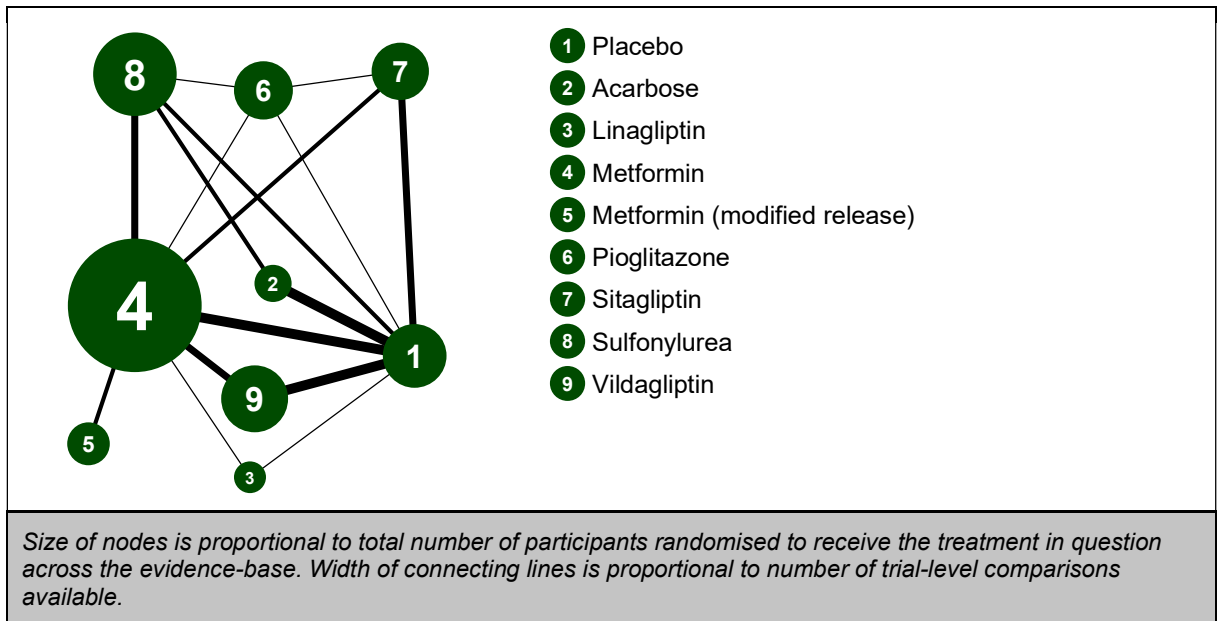 8
6
7
4
2
1
9
5
3
1 Placebo
2 Acarbose
3 Linagliptin
4 Metformin
5 Metformin (modified release)
6 Pioglitazone
7 Sitagliptin
8 Sulfonylurea
9 Vildagliptin
Size of nodes is proportional to total number of participants randomised to receive the treatment in question
across the evidence-base. Width of connecting lines is proportional to number of trial-level comparisons
available.